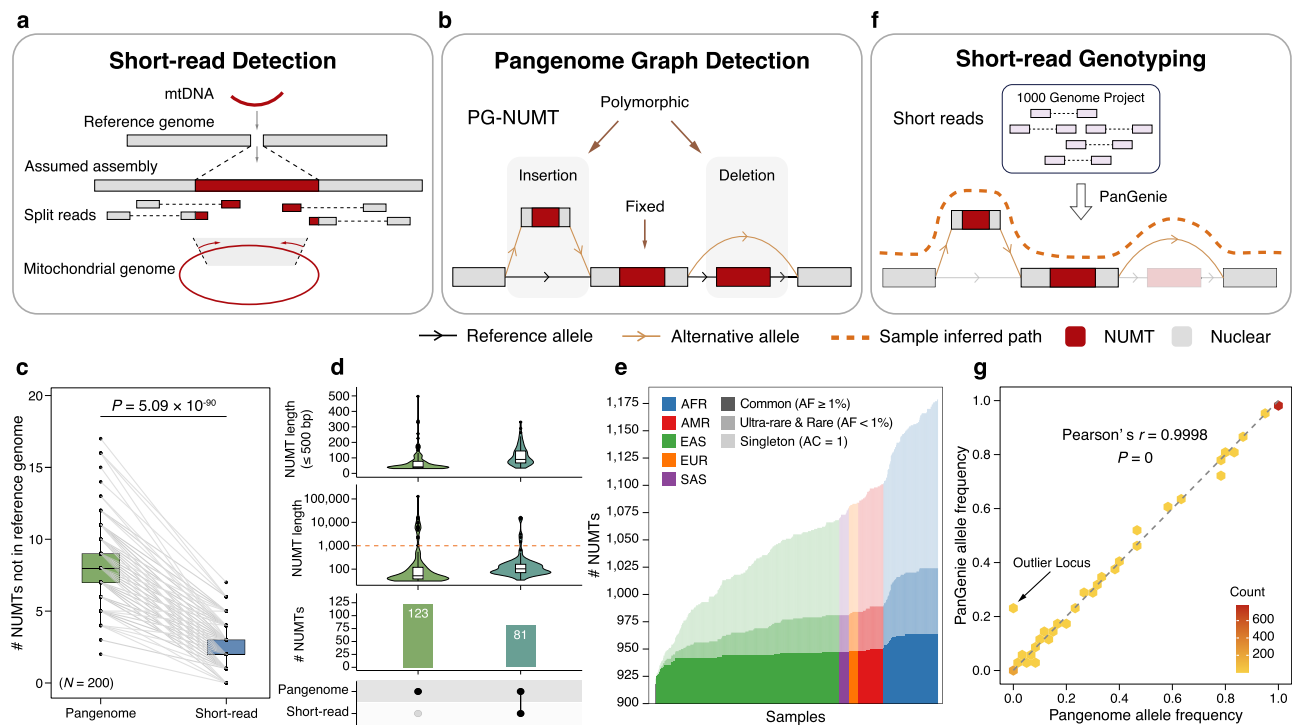 a
Short-read Detection
mtDNA
Reference genome
Assumed assembly
Split reads
Mitochondrial genome
b
Pangenome Graph Detection
PG-NUMT
Polymorphic
Insertion
Deletion
Fixed
f
Short-read Genotyping
1000 Genome Project
Short reads
PanGenie
Reference allele
Alternative allele
Sample inferred path
NUMT
Nuclear
c
# NUMTs not in reference genome
20
15
10
5
0
P = 5.09 × 10-90
(N = 200)
Pangenome
Short-read
d
NUMT length
(≤ 500 bp)
500
400
300
200
100
0
NUMT length
100,000
10,000
1,000
100
# NUMTs
125
100
75
50
25
0
123
81
Pangenome
Short-read
e
# NUMTs
1,175
1,150
1,125
1,100
1,075
1,050
1,025
1,000
975
950
925
900
AFR
AMR
EAS
EUR
SAS
Common (AF ≥ 1%)
Ultra-rare & Rare (AF < 1%)
Singleton (AC = 1)
Samples
g
PanGenie allele frequency
1.0
0.8
0.6
0.4
0.2
0.0
Pearson's r = 0.9998
P = 0
Outlier Locus
Count
600
400
200
0.0
0.2
0.4
0.6
0.8
1.0
Pangenome allele frequency